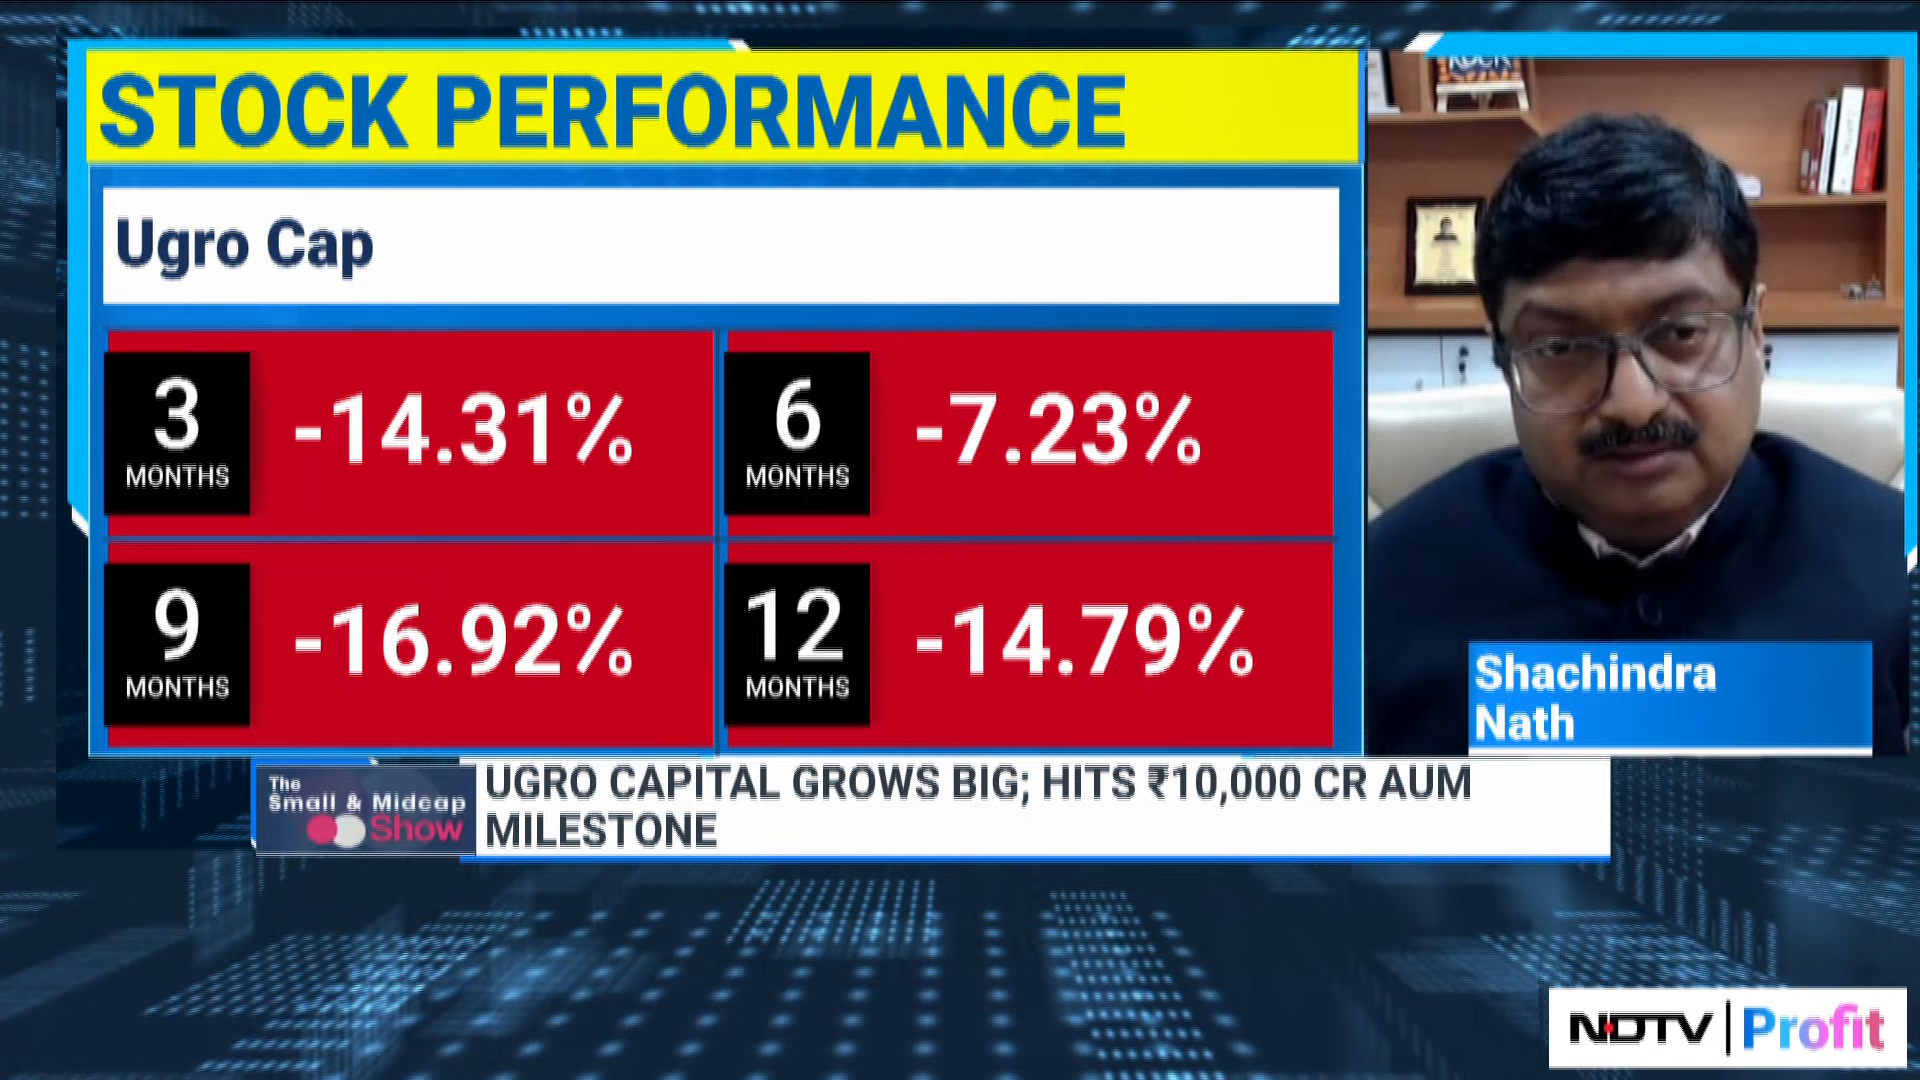 STOCK PERFORMANCE
Ugro Cap
3
MONTHS
-14.31%
6
MONTHS
-7.23%
9
MONTHS
-16.92%
12
MONTHS
-14.79%
Shachindra
Nath
The
Small & Midcap
Show
UGRO CAPITAL GROWS BIG; HITS ₹10,000 CR AUM
MILESTONE
NDTV | Profit